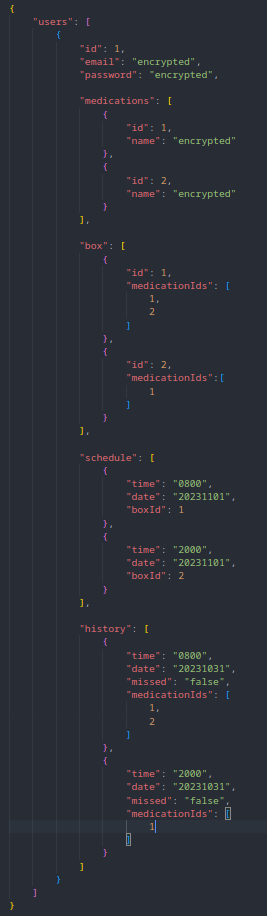 {
    "users": [
        {
            "id": 1,
            "email": "encrypted",
            "password": "encrypted",
            "medications": [
                {
                    "id": 1,
                    "name": "encrypted"
                },
                {
                    "id": 2,
                    "name": "encrypted"
                }
            ],
            "box": [
                {
                    "id": 1,
                    "medicationIds": [
                        1,
                        2
                    ]
                },
                {
                    "id": 2,
                    "medicationIds":[
                        1
                    ]
                }
            ],
            "schedule": [
                {
                    "time": "0800",
                    "date": "20231101",
                    "boxId": 1
                },
                {
                    "time": "2000",
                    "date": "20231101",
                    "boxId": 2
                }
            ],
            "history": [
                {
                    "time": "0800",
                    "date": "20231031",
                    "missed": "false",
                    "medicationIds": [
                        1,
                        2
                    ]
                },
                {
                    "time": "2000",
                    "date": "20231031",
                    "missed": "false",
                    "medicationIds": [
                        1
                    ]
                }
            ]
        }
    ]
}